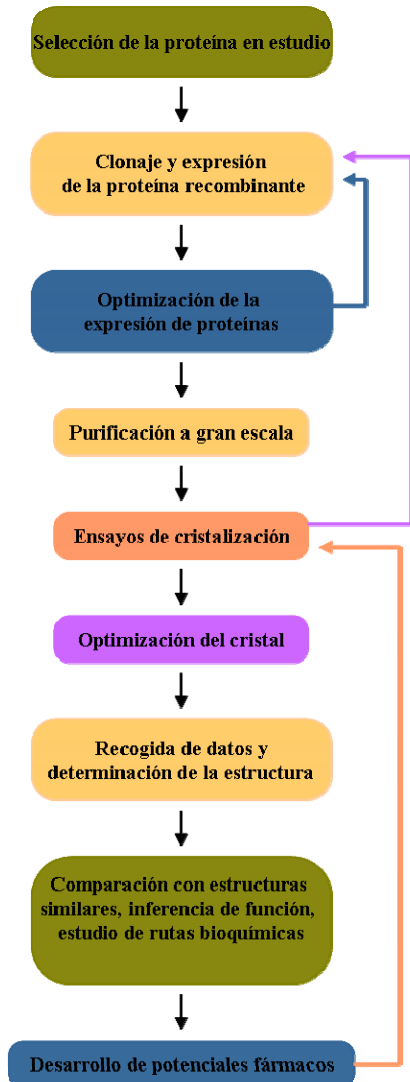 Selección de la proteína en estudio
Clonaje y expresión
de la proteína recombinante
Optimización de la
expresión de proteínas
Purificación a gran escala
Ensayos de cristalización
Optimización del cristal
Recogida de datos y
determinación de la estructura
Comparación con estructuras
similares, inferencia de función,
estudio de rutas bioquímicas
Desarrollo de potenciales fármacos